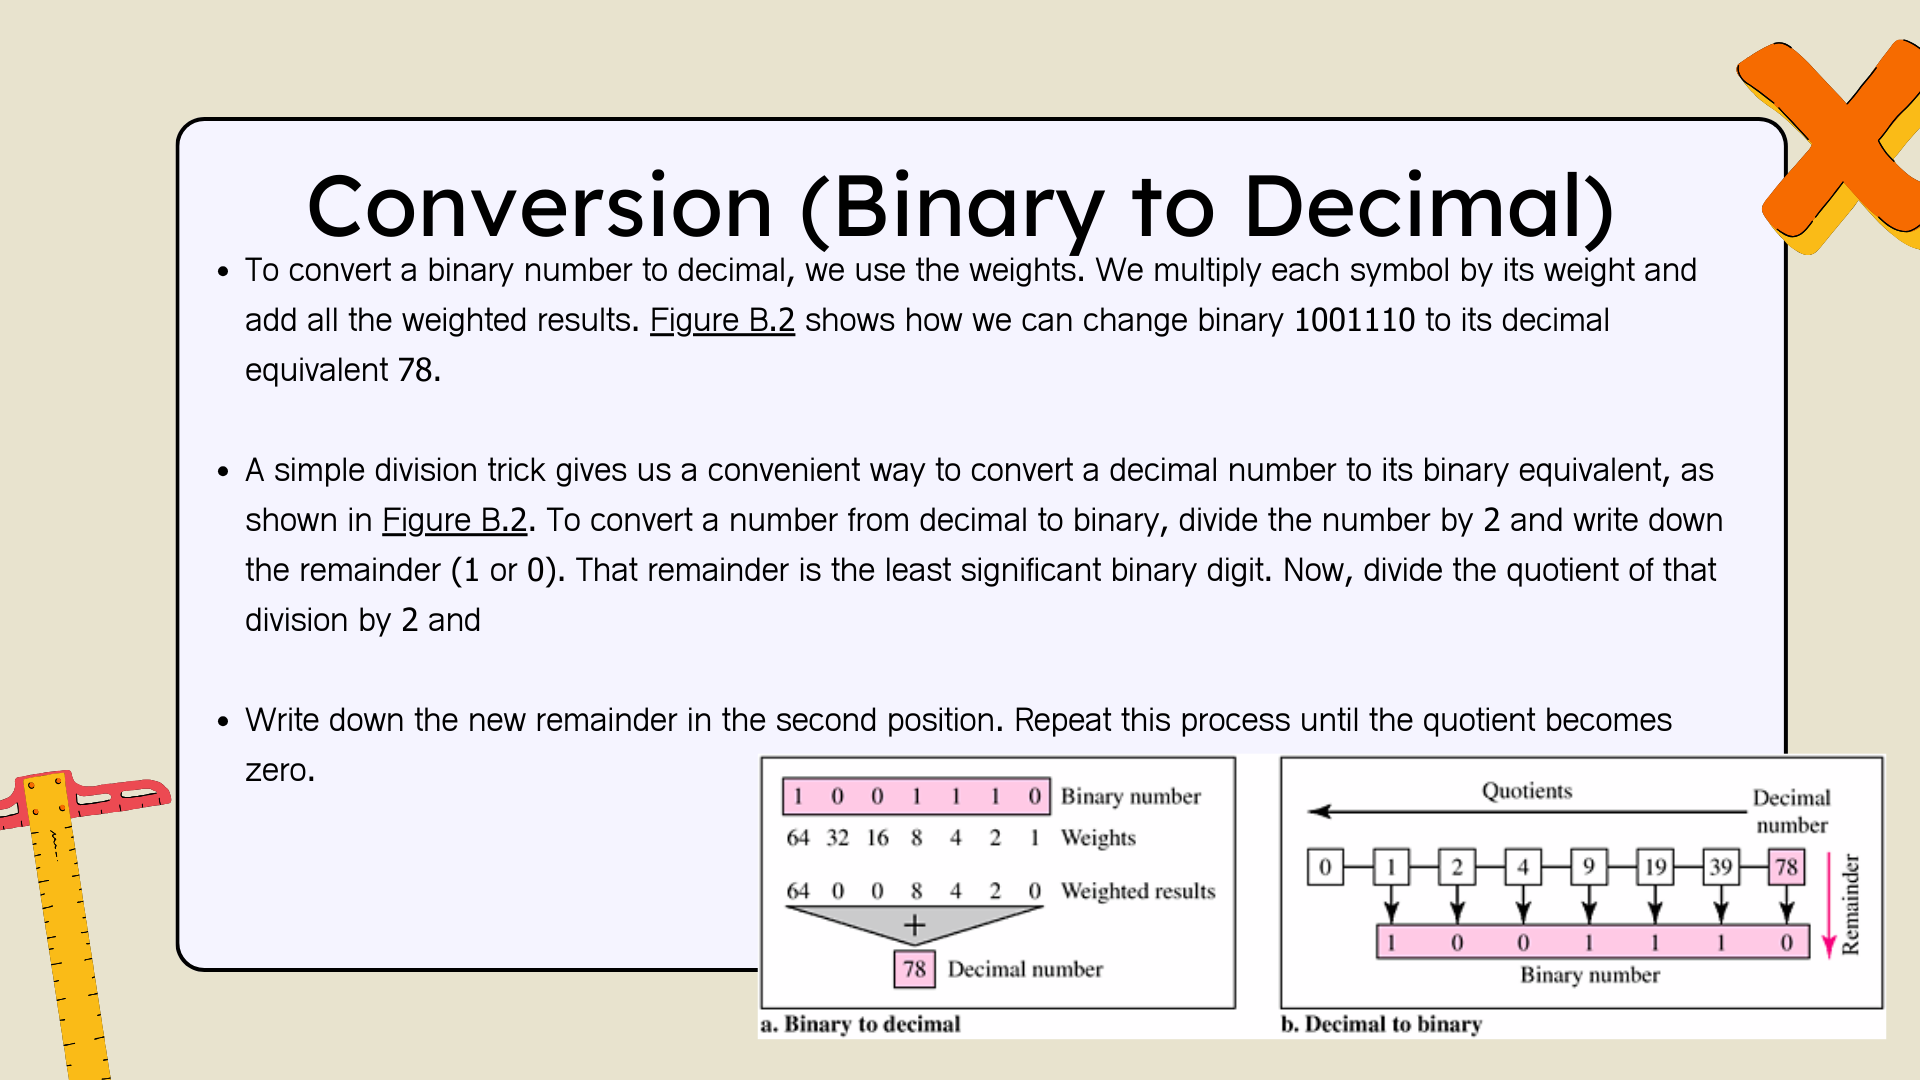 Conversion (Binary to Decimal)
• To convert a binary number to decimal, we use the weights. We multiply each symbol by its weight and
add all the weighted results. Figure B.2 shows how we can change binary 1001110 to its decimal
equivalent 78.
• A simple division trick gives us a convenient way to convert a decimal number to its binary equivalent, as
shown in Figure B.2. To convert a number from decimal to binary, divide the number by 2 and write down
the remainder (1 or 0). That remainder is the least significant binary digit. Now, divide the quotient of that
division by 2 and
• Write down the new remainder in the second position. Repeat this process until the quotient becomes
zero.
1 0 0 1 1 1 0 Binary number
64 32 16 8 4 2 1 Weights
64 0 0 8 4 2 0 Weighted results
+
78 Decimal number
a. Binary to decimal
Quotients
Decimal
number
0 1 2 4 9 19 39 78
Remainder
1 0 0 1 1 1 0
Binary number
b. Decimal to binary